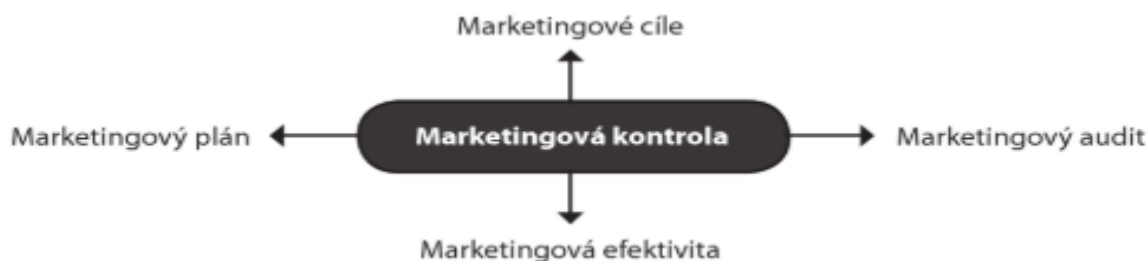 Marketingové cíle
Marketingový plán
Marketingová kontrola
Marketingový audit
Marketingová efektivita